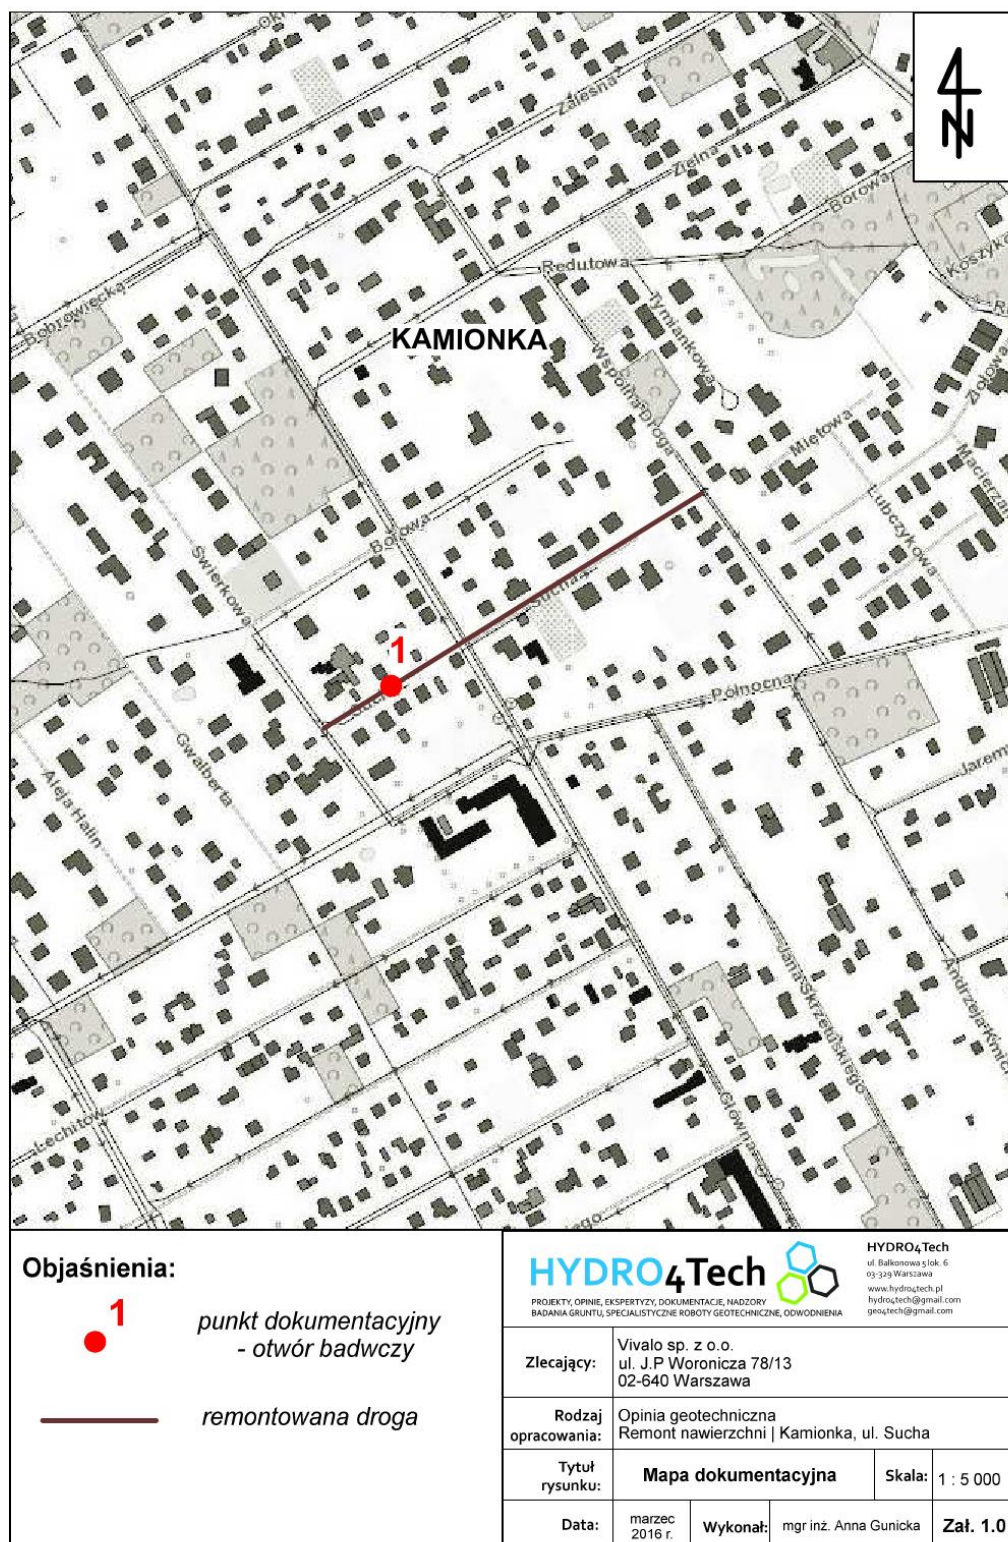 N
Zalesna
Zielna
Borowa
Redutowa
Bobrowiecka
KAMIONKA
Tymiankowa
Wspólna Droga
Ziołowa
Miętowa
Lubczykowa
Borowa
Świerkowa
Sucha
1
Północna
Gwalberta
Aleja Halin
Jana Skrzetuskiego
Główna
Lechitów
Objaśnienia:
1
punkt dokumentacyjny
- otwór badwczy
remontowana droga
HYDRO4Tech
PROJEKTY, OPINIE, EKSPERTYZY, DOKUMENTACJE, NADZORY
BADANIA GRUNTU, SPECJALISTYCZNE ROBOTY GEOTECHNICZNE, ODWODNIENIA
HYDRO4Tech
ul. Balkonowa 5 lok. 6
03-329 Warszawa
www.hydro4tech.pl
hydro4tech@gmail.com
geo4tech@gmail.com
Zlecający:
Vivalo sp. z o.o.
ul. J.P Woronicza 78/13
02-640 Warszawa
Rodzaj
opracowania:
Opinia geotechniczna
Remont nawierzchni | Kamionka, ul. Sucha
Tytuł
rysunku:
Mapa dokumentacyjna
Skala:
1 : 5 000
Data:
marzec
2016 r.
Wykonał:
mgr inż. Anna Gunicka
Zał. 1.0